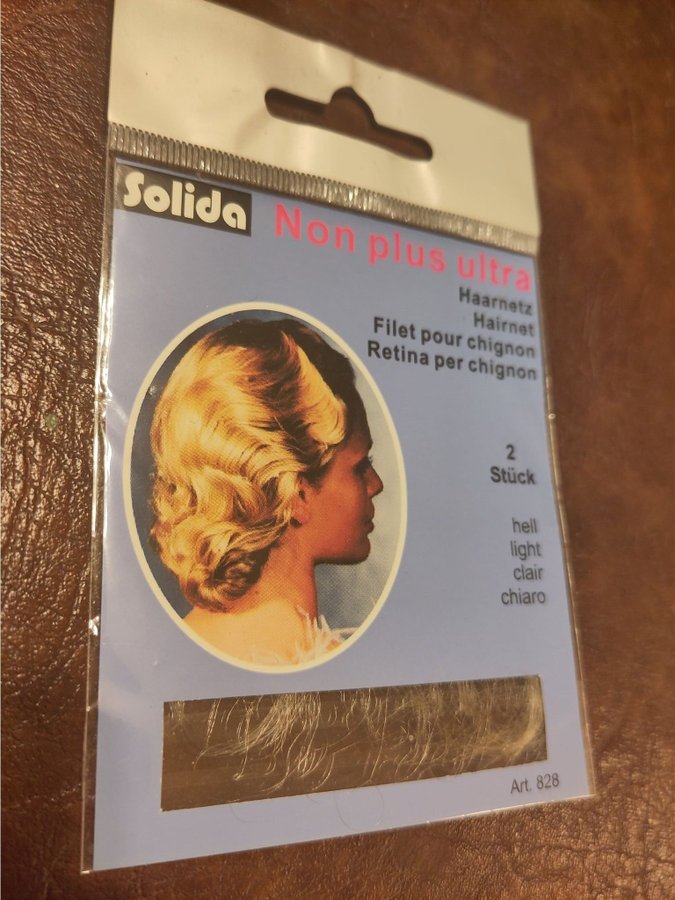 Solida
Non plus ultra
Haarnetz
Hairnet
Filet pour chignon
Retina per chignon
2
Stück
hell
light
clair
chiaro
Art. 828